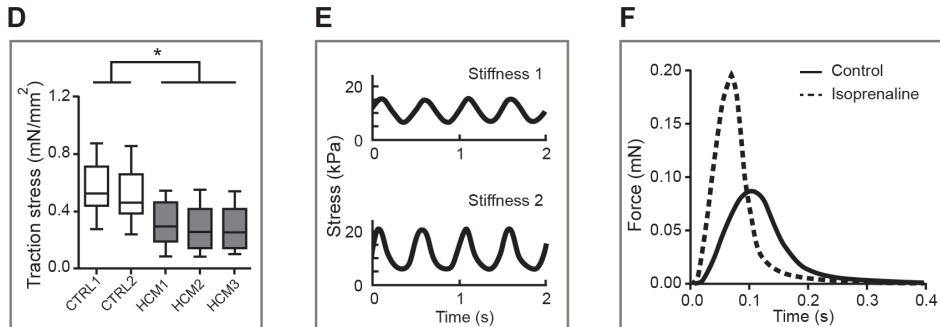 D
*
Traction stress (mN/mm2)
1.2
0.8
0.4
0.0
CTRL1
CTRL2
HCM1
HCM2
HCM3
E
Stress (kPa)
Stiffness 1
20
0
0 1 2
Stiffness 2
20
0
0 1 2
Time (s)
F
Force (mN)
0.20
0.15
0.10
0.05
0.00
Control
Isoprenaline
0.0 0.1 0.2 0.3 0.4
Time (s)